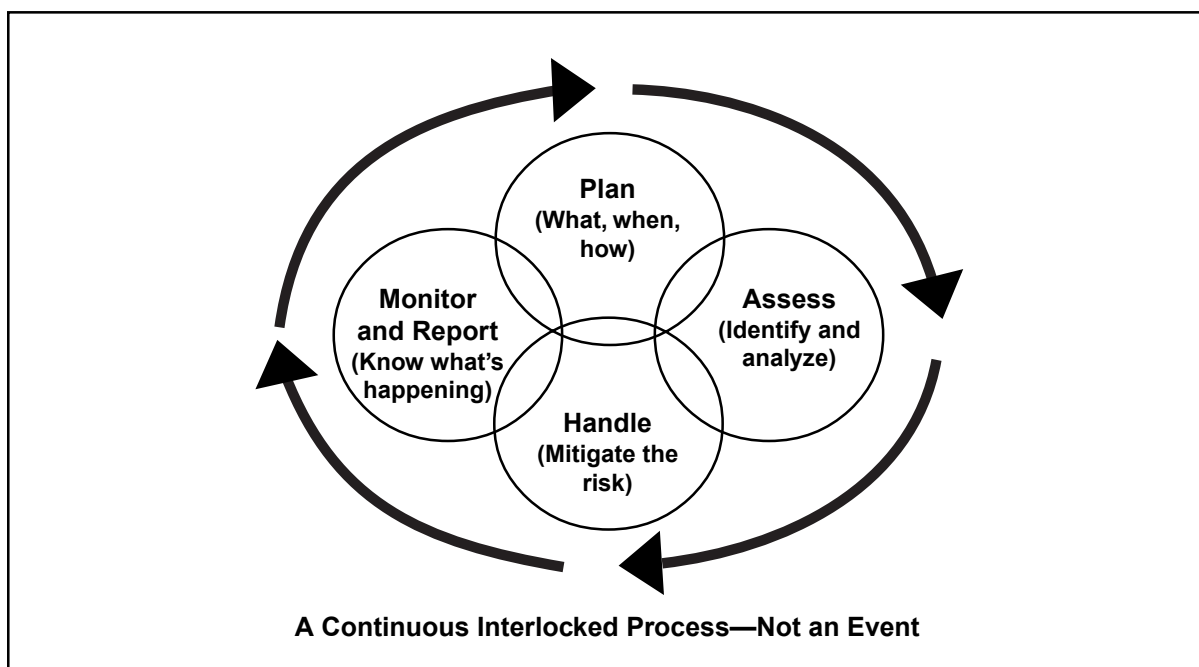 Plan
(What, when,
how)
Monitor
and Report
(Know what’s
happening)
Assess
(Identify and
analyze)
Handle
(Mitigate the
risk)
A Continuous Interlocked Process—Not an Event